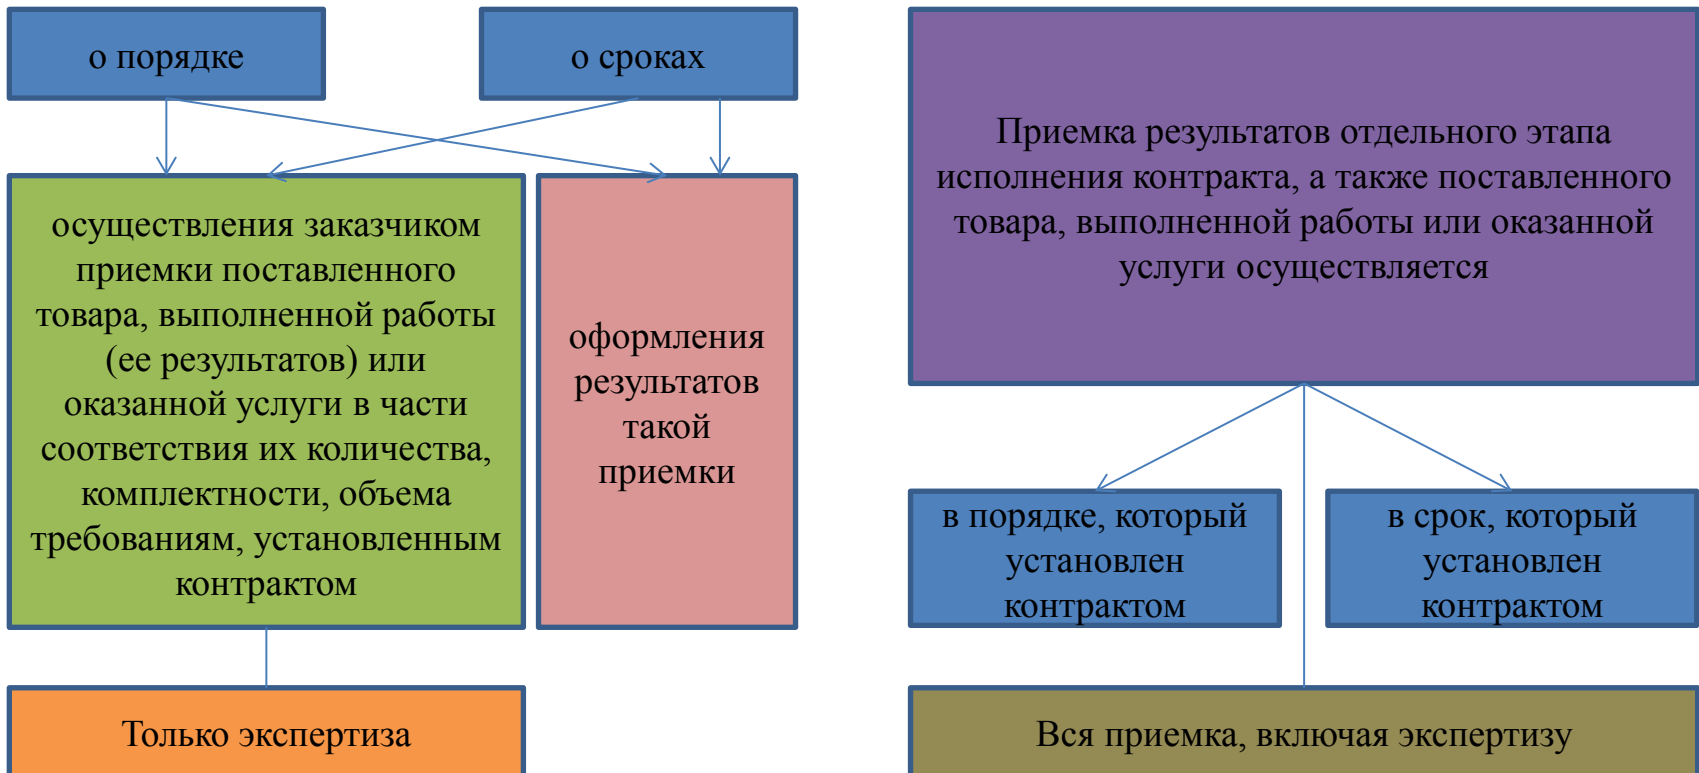 о порядке
о сроках
осуществления заказчиком
приемки поставленного
товара, выполненной работы
(ее результатов) или
оказанной услуги в части
соответствия их количества,
комплектности, объема
требованиям, установленным
контрактом
оформления
результатов
такой
приемки
Только экспертиза
Приемка результатов отдельного этапа
исполнения контракта, а также поставленного
товара, выполненной работы или оказанной
услуги осуществляется
в порядке, который
установлен
контрактом
в срок, который
установлен
контрактом
Вся приемка, включая экспертизу